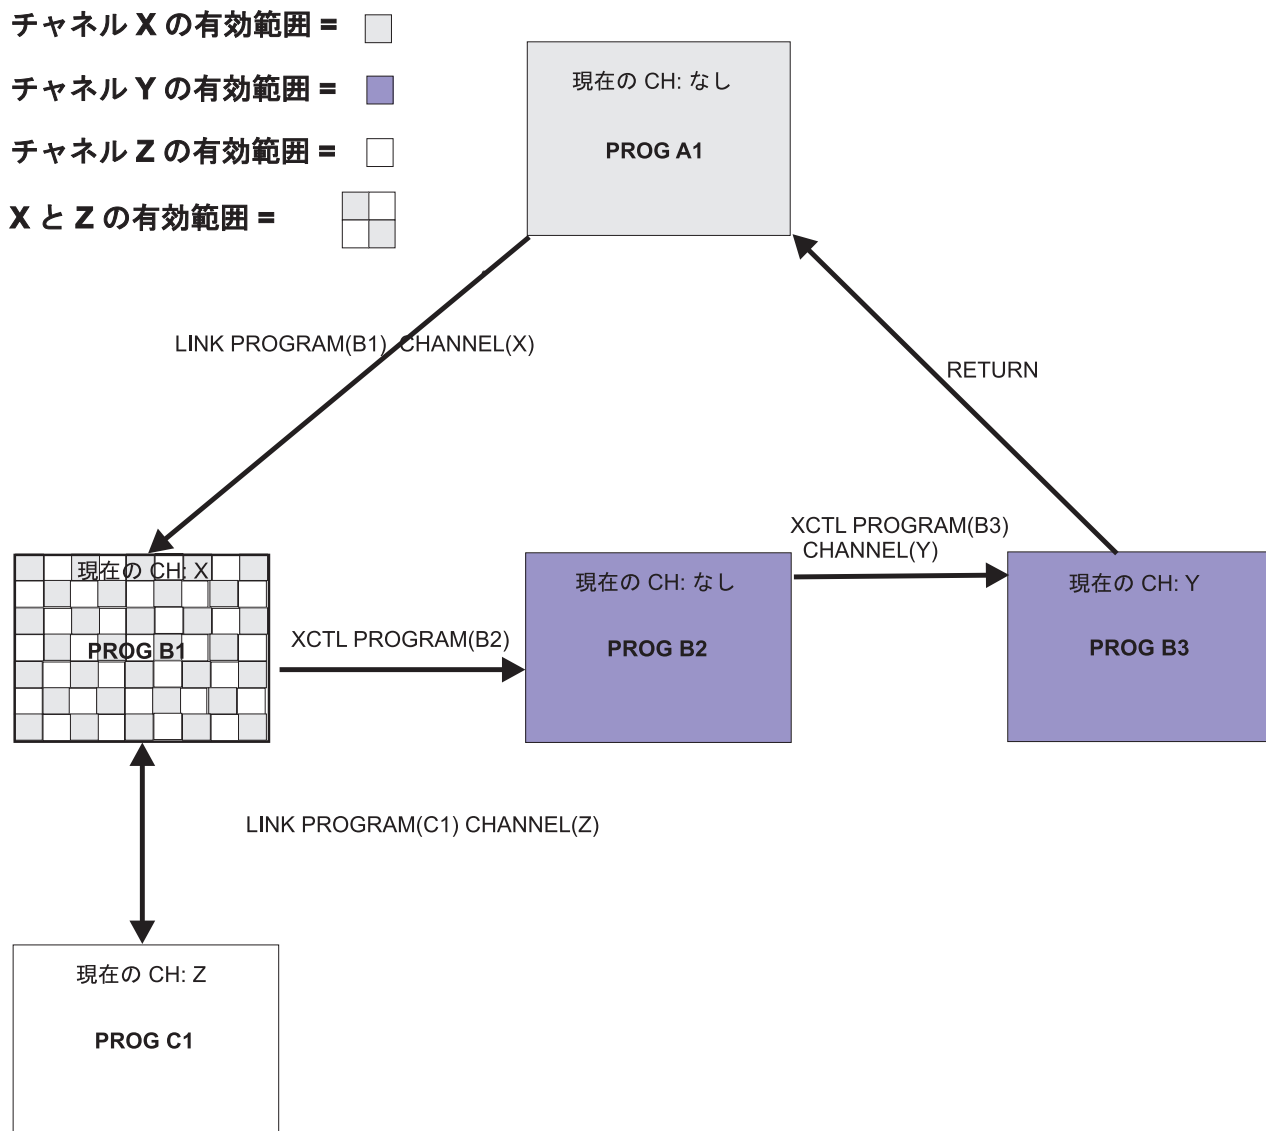 チャネル X の有効範囲 =
チャネル Y の有効範囲 =
チャネル Z の有効範囲 =
X と Z の有効範囲 =
現在の CH: なし
PROG A1
LINK PROGRAM(B1) CHANNEL(X)
RETURN
現在の CH: X
PROG B1
XCTL PROGRAM(B2)
現在の CH: なし
PROG B2
XCTL PROGRAM(B3)
CHANNEL(Y)
現在の CH: Y
PROG B3
LINK PROGRAM(C1) CHANNEL(Z)
現在の CH: Z
PROG C1